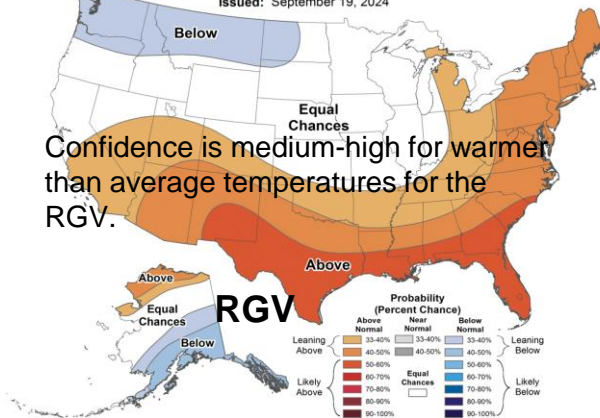 Issued: September 19, 2024
Below
Equal
Chances
Confidence is medium-high for warmer
than average temperatures for the
RGV.
Above
Above
Equal
Chances
Below
RGV
Probability
(Percent Chance)
Above
Normal
Near
Normal
Below
Normal
Leaning
Above
33-40%
40-50%
33-40%
40-50%
33-40%
40-50%
Leaning
Below
Likely
Above
50-60%
60-70%
70-80%
80-90%
90-100%
Equal
Chances
50-60%
60-70%
70-80%
80-90%
90-100%
Likely
Below